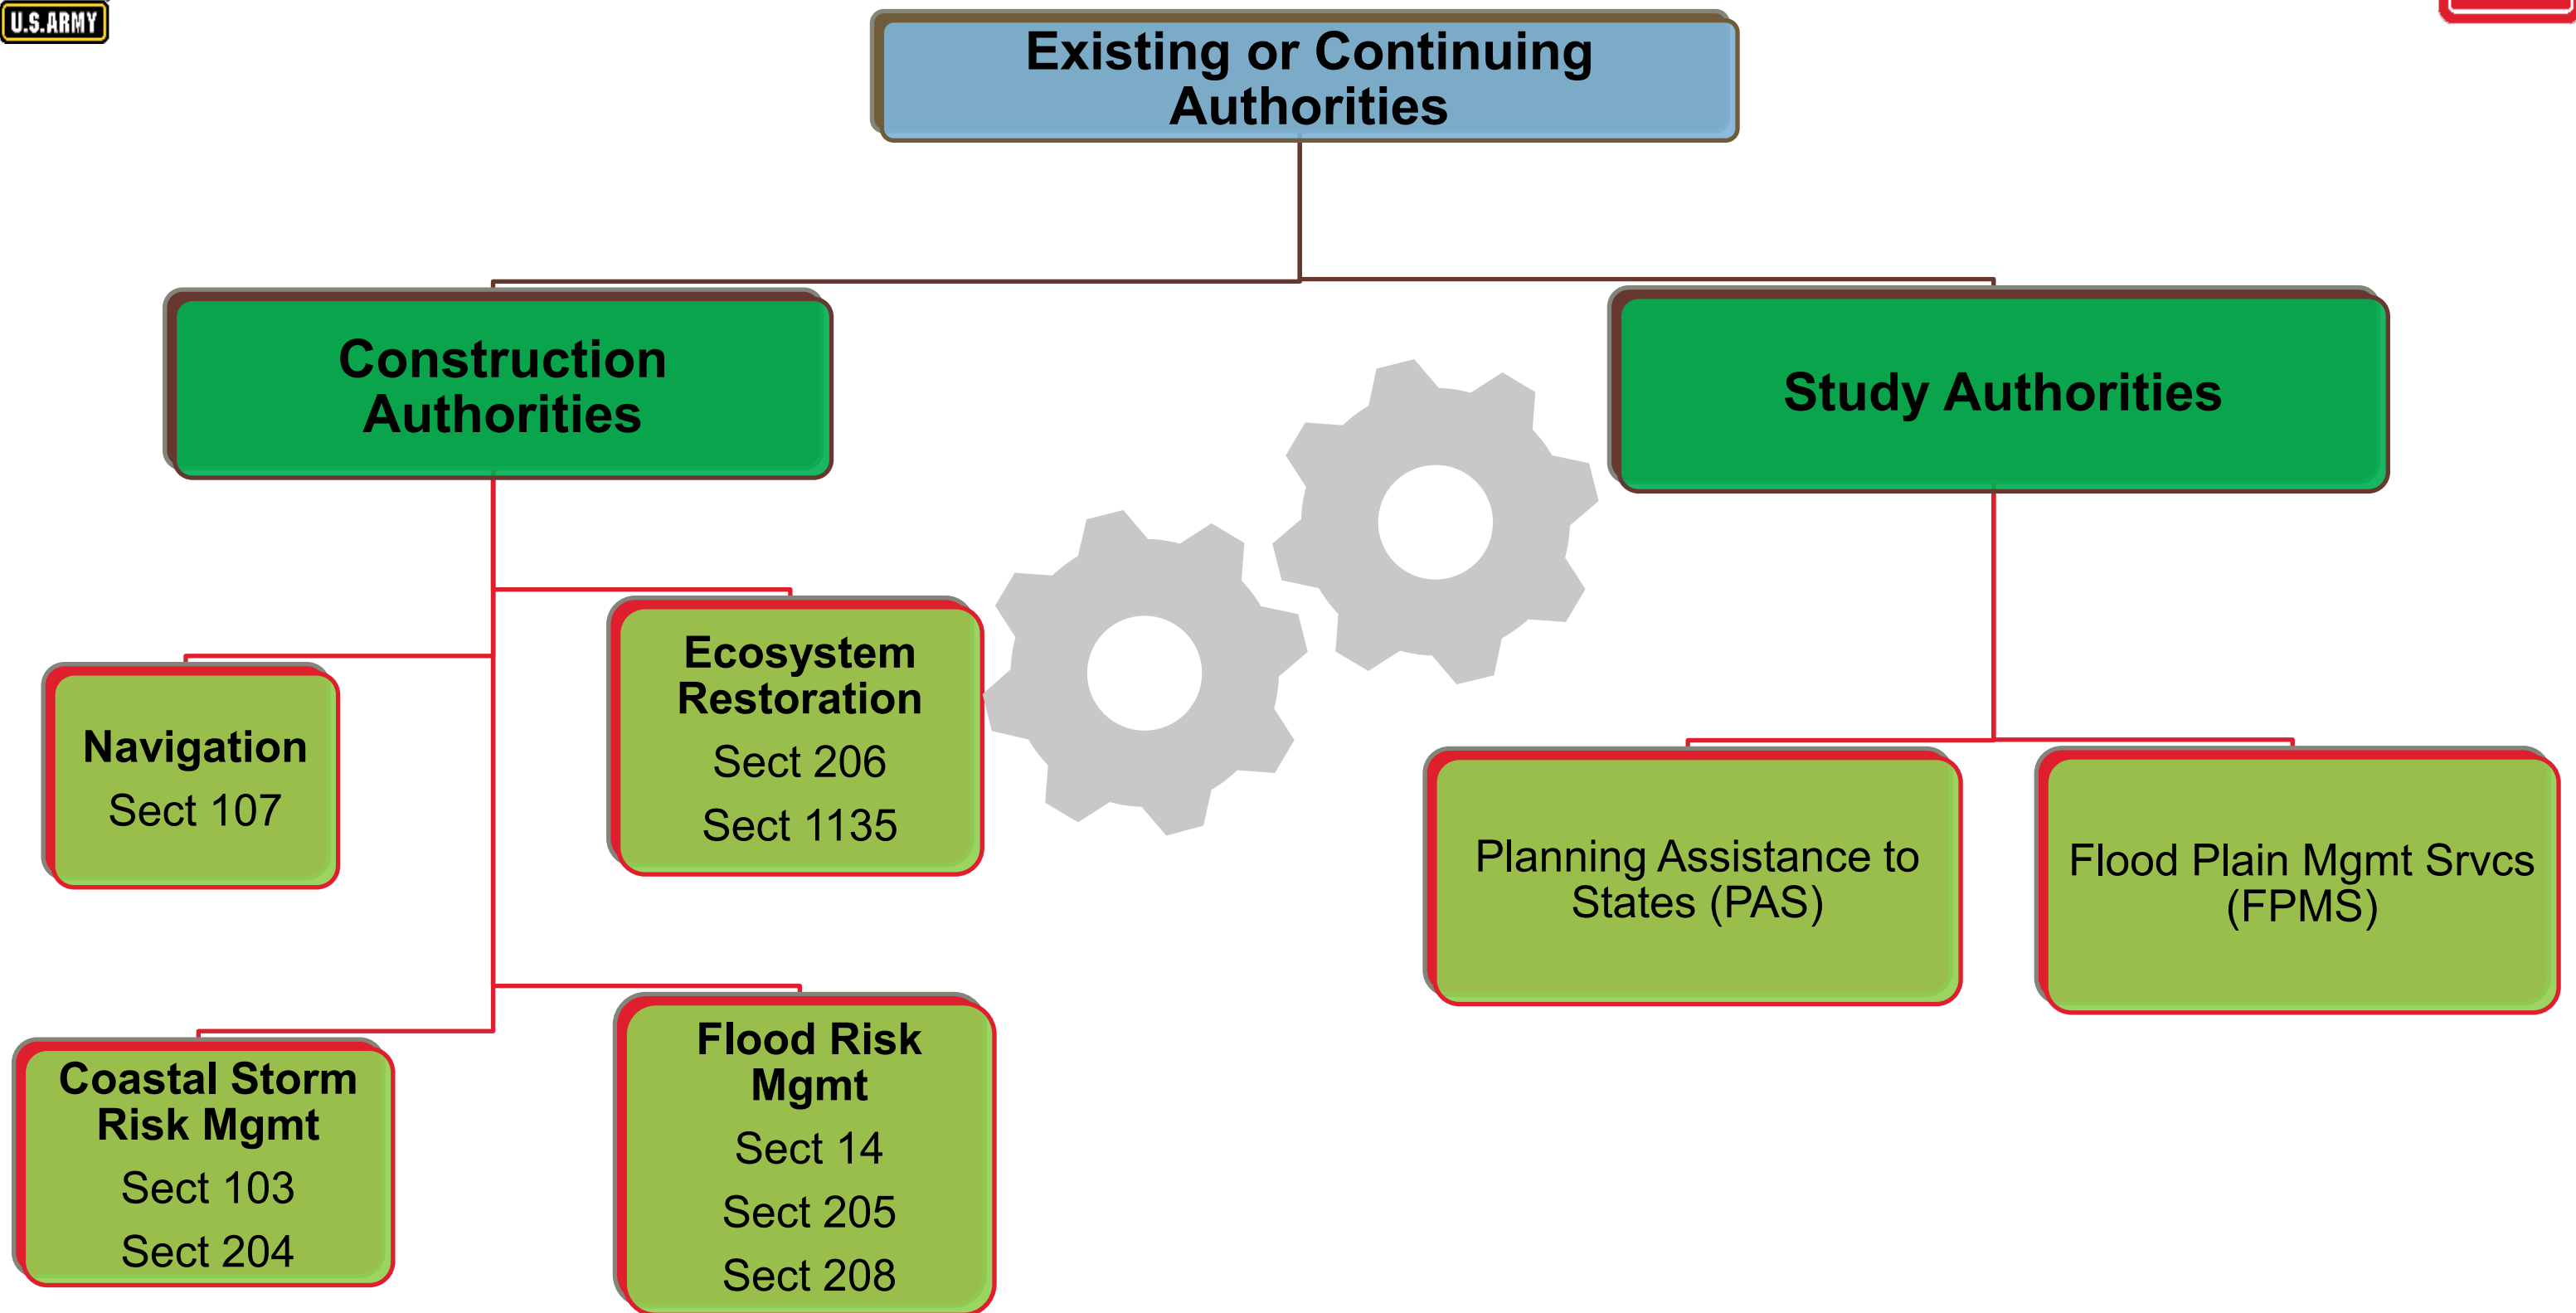 U.S.ARMY
Existing or Continuing
Authorities
Construction
Authorities
Study Authorities
Ecosystem
Restoration
Sect 206
Sect 1135
Navigation
Sect 107
Planning Assistance to
States (PAS)
Flood Plain Mgmt Srvcs
(FPMS)
Coastal Storm
Risk Mgmt
Sect 103
Sect 204
Flood Risk
Mgmt
Sect 14
Sect 205
Sect 208